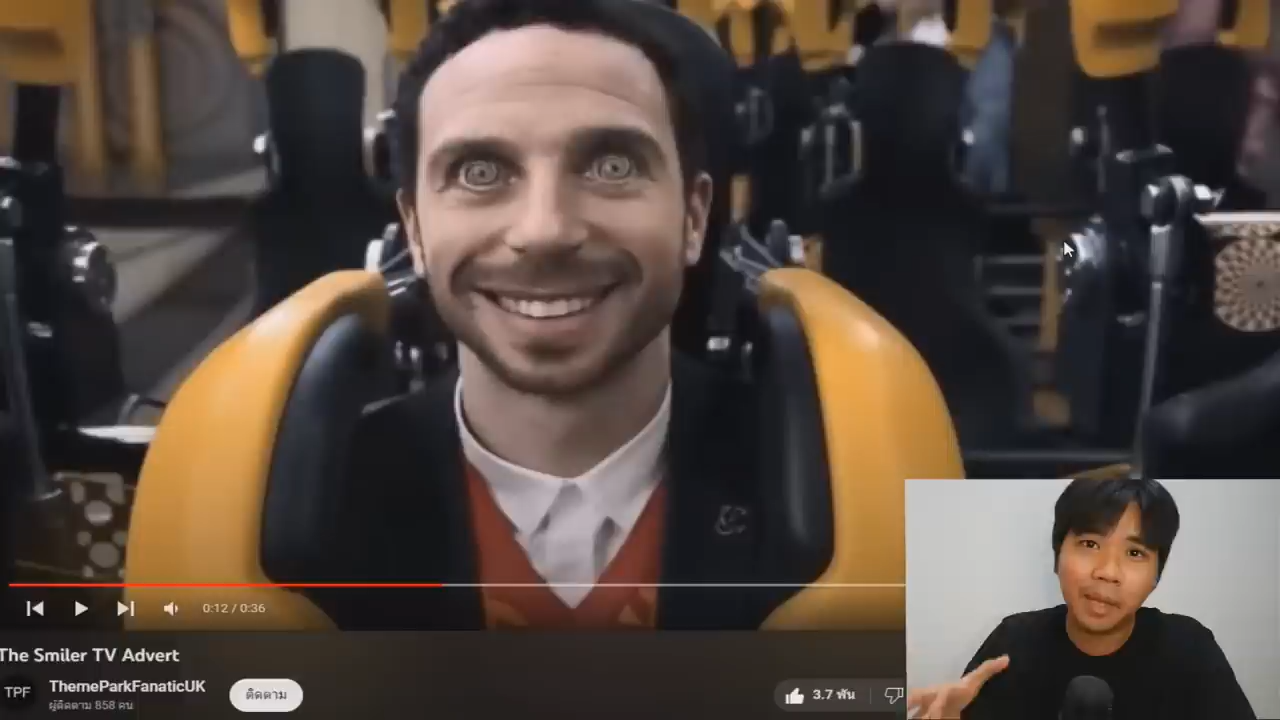 0:12 / 0:36
The Smiler TV Advert
TPF
ThemeParkFanaticUK
ผู้ติดตาม 858 คน
ติดตาม
3.7 พัน